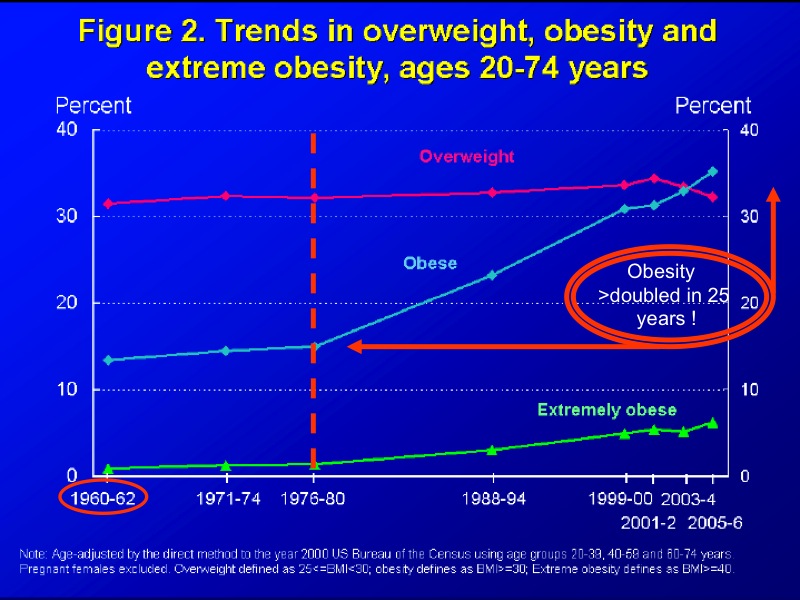 Figure 2. Trends in overweight, obesity and
extreme obesity, ages 20-74 years
Percent
Percent
40
40
Overweight
30
30
Obese
Obesity
>doubled in 25
years !
20
20
10
10
Extremely obese
0
0
1960-62
1971-74
1976-80
1988-94
1999-00
2003-4
2001-2
2005-6
Note: Age-adjusted by the direct method to the year 2000 US Bureau of the Census using age groups 20-39, 40-59 and 60-74 years.
Pregnant females excluded. Overweight defined as 25<=BMI<30; obesity defines as BMI>=30; Extreme obesity defines as BMI>=40.